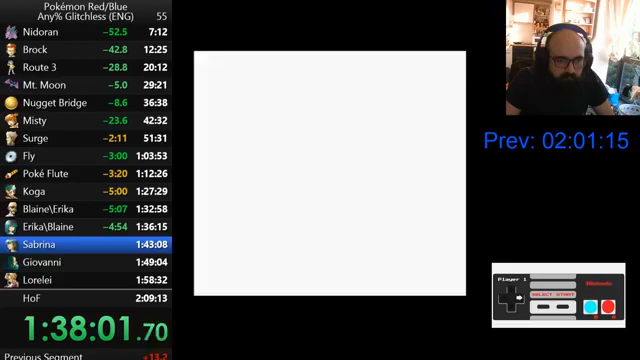 Pokémon Red/Blue
Any% Glitchless (ENG) 55
Nidoran -52.5 7:12
Brock -42.8 12:25
Route 3 -28.8 20:12
Mt. Moon -5.0 29:21
Nugget Bridge -8.6 36:38
Misty -23.6 42:32
Surge -2:11 51:31
Fly -3:00 1:03:53
Poké Flute -3:20 1:12:26
Koga -5:00 1:27:29
Blaine\Erika -5:07 1:32:58
Erika\Blaine -4:54 1:36:15
Sabrina 1:43:08
Giovanni 1:49:04
Lorelei 1:58:32
HoF 2:09:13
1:38:01.70
Previous Segment +13.2
Prev: 02:01:15
Player 1
Nintendo
SELECT START